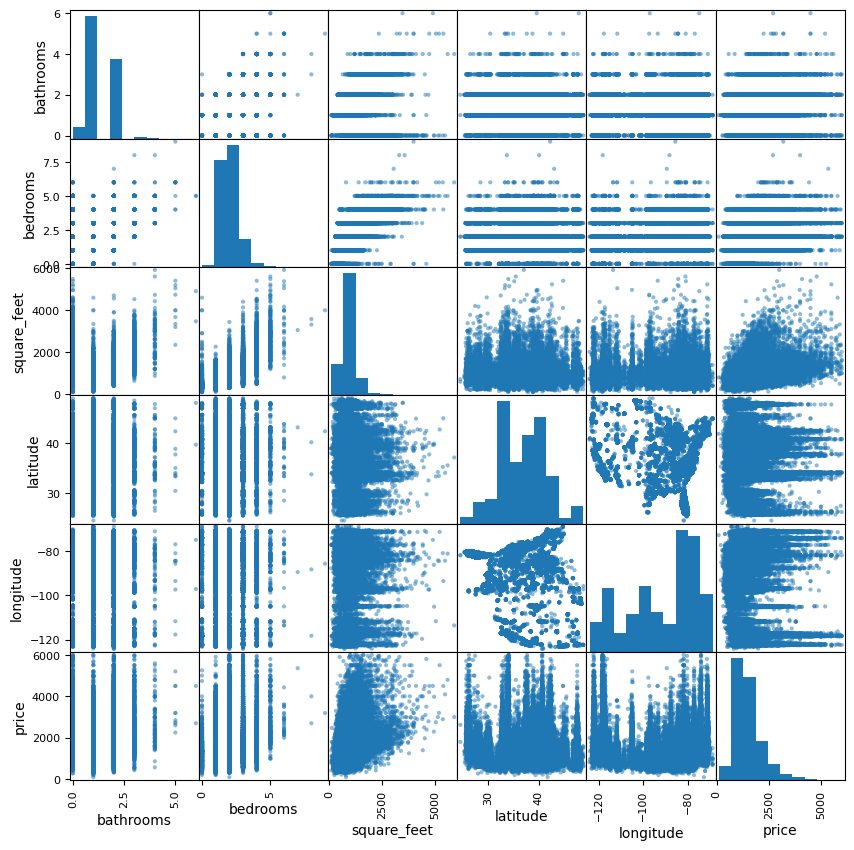 bathrooms
6
4
2
0
bedrooms
7.5
5.0
2.5
0.0
square_feet
6000
4000
2000
0
latitude
40
30
longitude
−80
−100
−120
price
6000
4000
2000
0
0.0 2.5 5.0 0 5 0 5000 30 40 −120 −100 −80 0 2500 5000
bathrooms bedrooms square_feet latitude longitude price